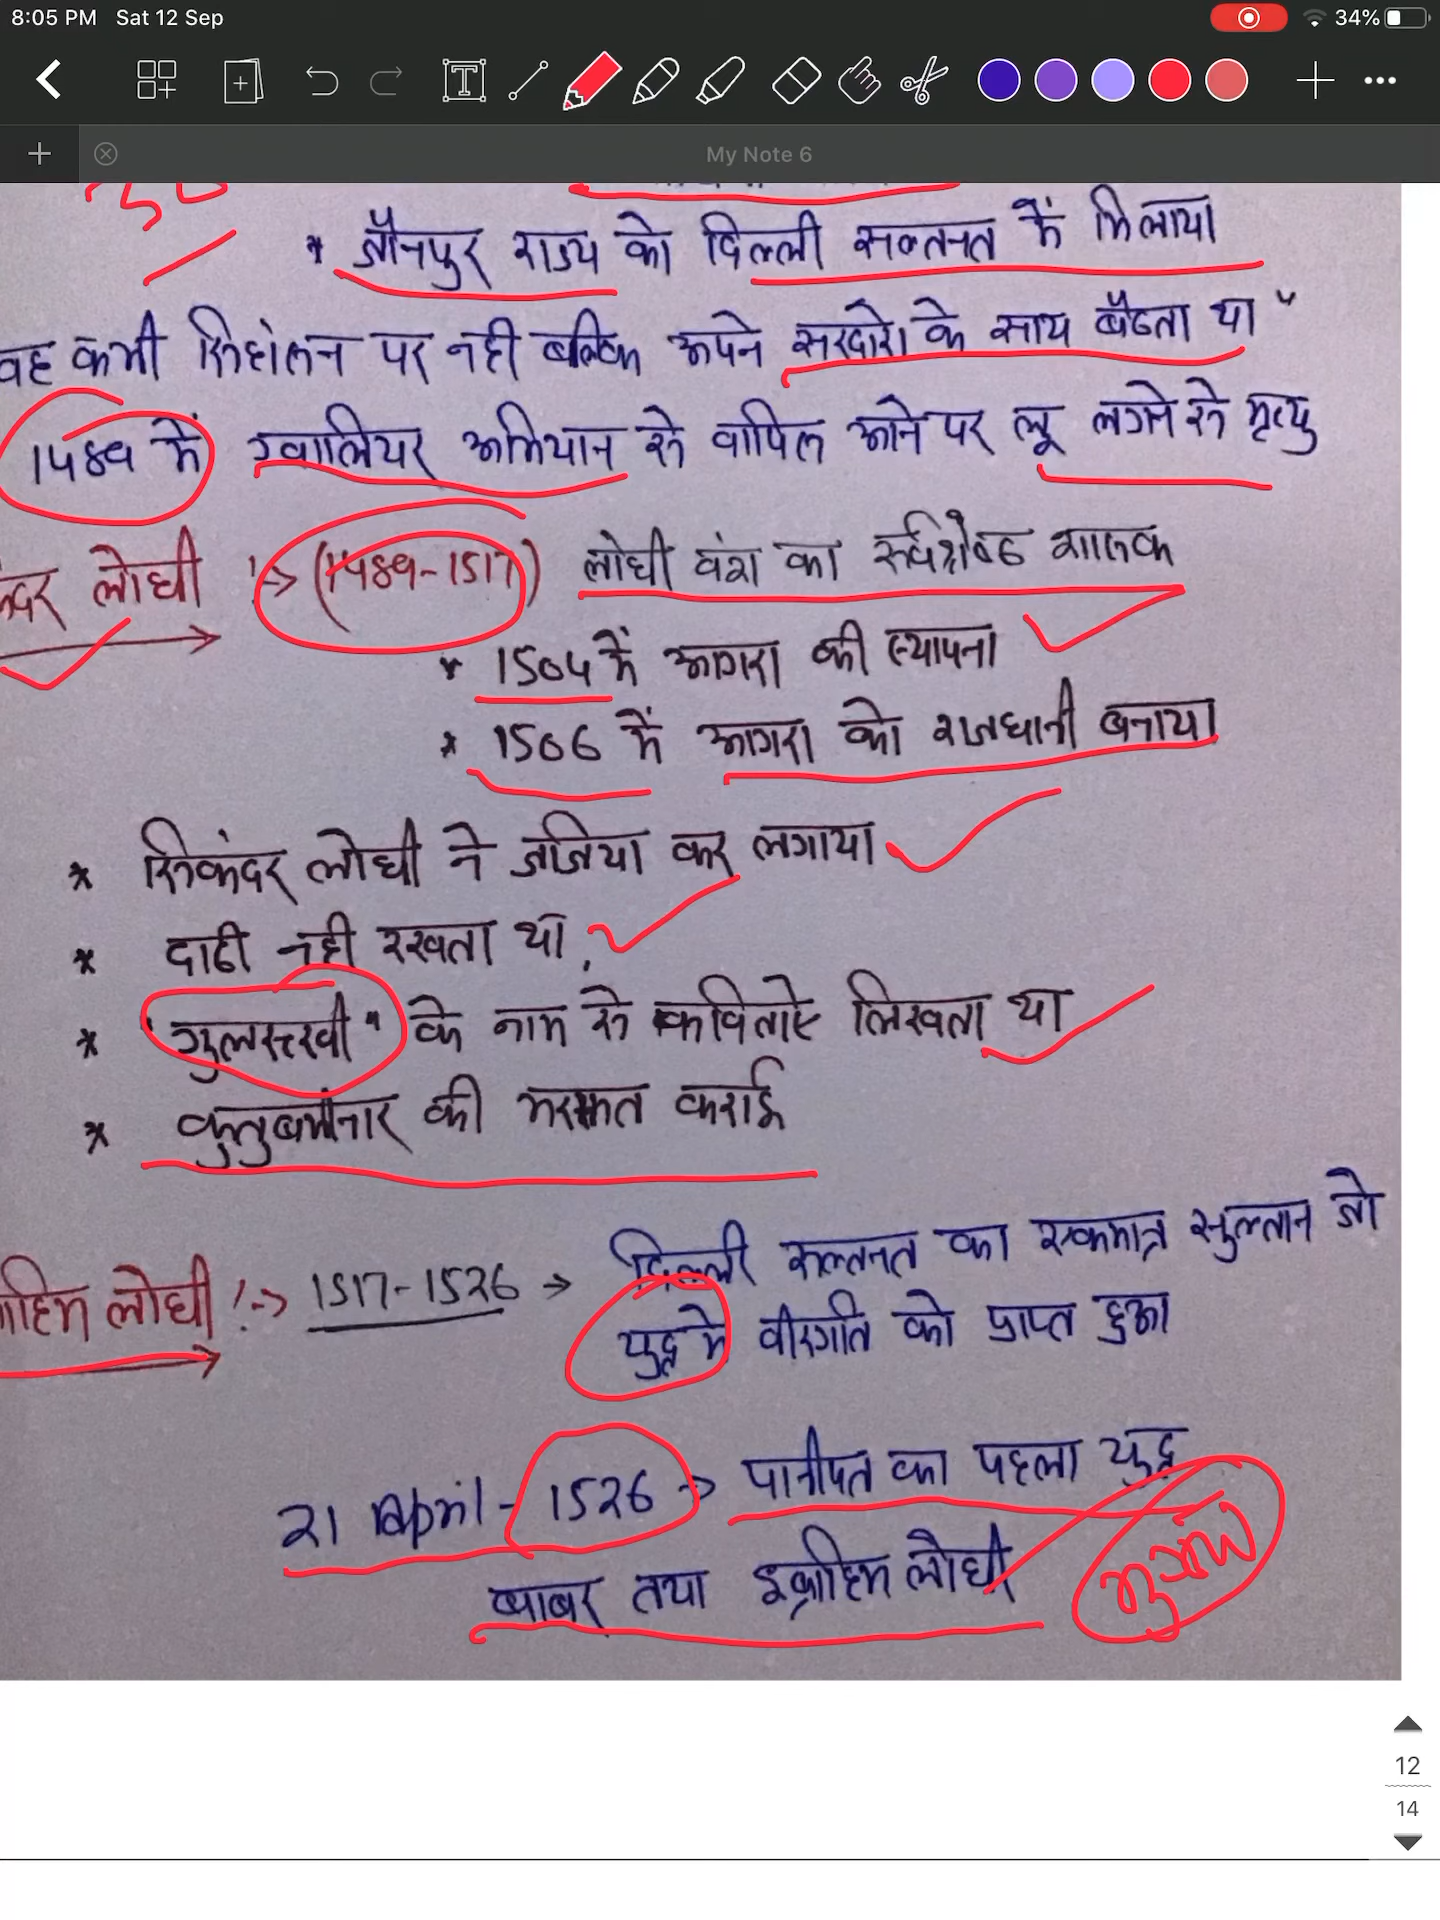 8:05 PM Sat 12 Sep 34%
My Note 6
* जौनपुर राज्य को दिल्ली सल्तनत में मिलाया
वह कभी सिहांसन पर नही बल्कि अपने सरदारो के साथ बैठता था"
1489 में ग्वालियर अभियान से वापिस आने पर लू लगने से मृत्यु
लोधी :-> (1489-1517) लोधी वंश का सर्वश्रेष्ठ शासक
* 1504 में आगरा की स्थापना
* 1506 में आगरा को राजधानी बनाया
* सिकंदर लोधी ने जजिया कर लगाया
* दाढी नही रखता था,
* "गुलरूखी" के नाम से कविताऐ लिखता था
* कुतुबमीनार की मरम्मत कराई
लोधी :-> 1517-1526 -> दिल्ली सल्तनत का एकमात्र सुल्तान जो
युद्ध मे वीरगति को प्राप्त हुआ
21 April - 1526 -> पानीपत का पहला युद्ध
बाबर तथा इब्राहिम लोधी
12
14